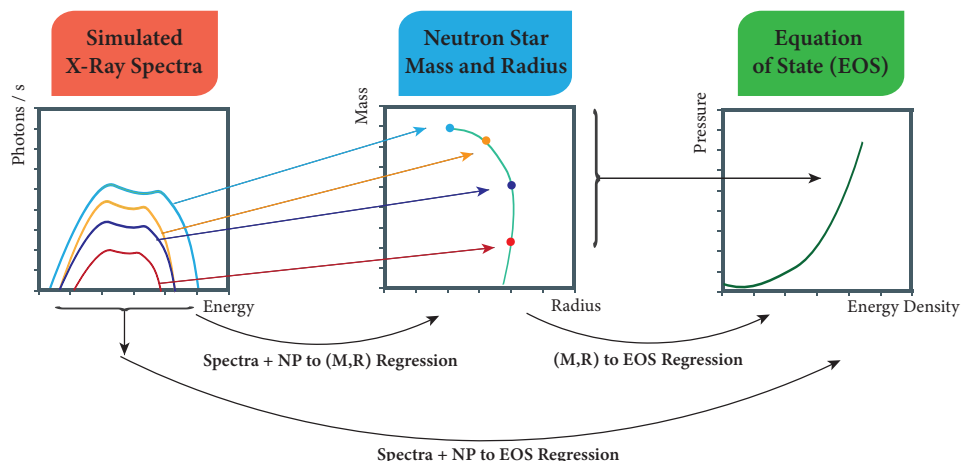 Simulated
X-Ray Spectra
Neutron Star
Mass and Radius
Equation
of State (EOS)
Photons / s
Mass
Pressure
Energy
Radius
Energy Density
Spectra + NP to (M,R) Regression
(M,R) to EOS Regression
Spectra + NP to EOS Regression